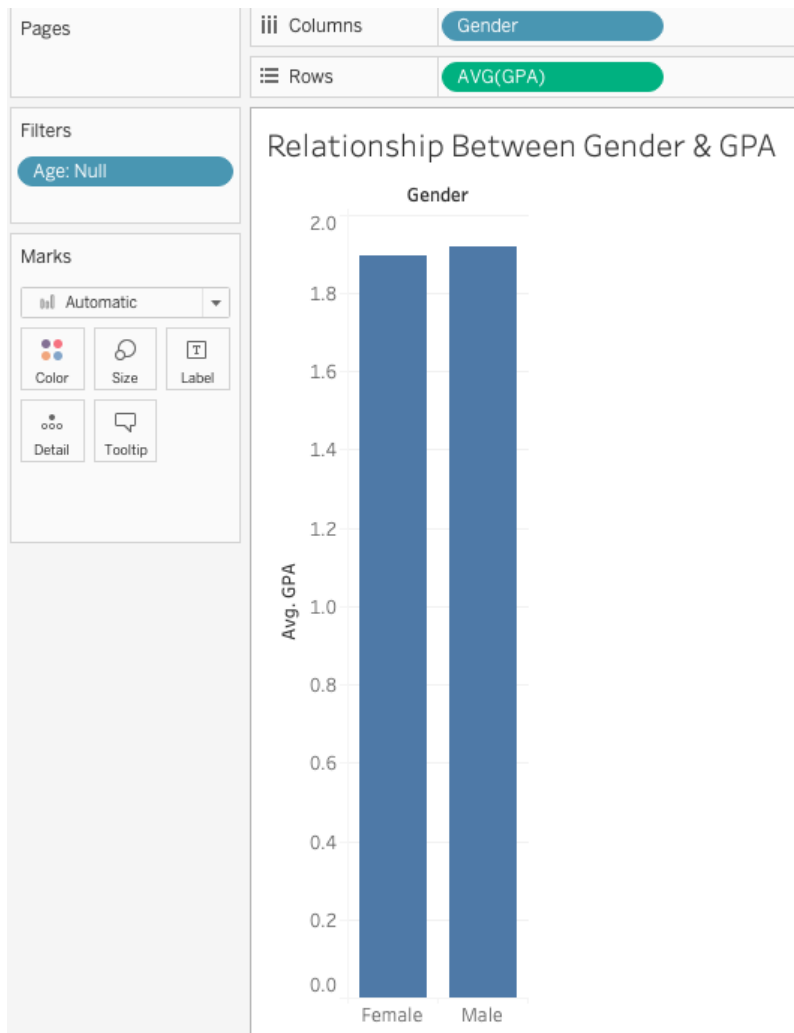 Pages
Columns
Gender
Rows
AVG(GPA)
Filters
Age: Null
Marks
Automatic
Color
Size
T
Label
Detail
Tooltip
Relationship Between Gender & GPA
Gender
Avg. GPA
2.0
1.8
1.6
1.4
1.2
1.0
0.8
0.6
0.4
0.2
0.0
Female
Male